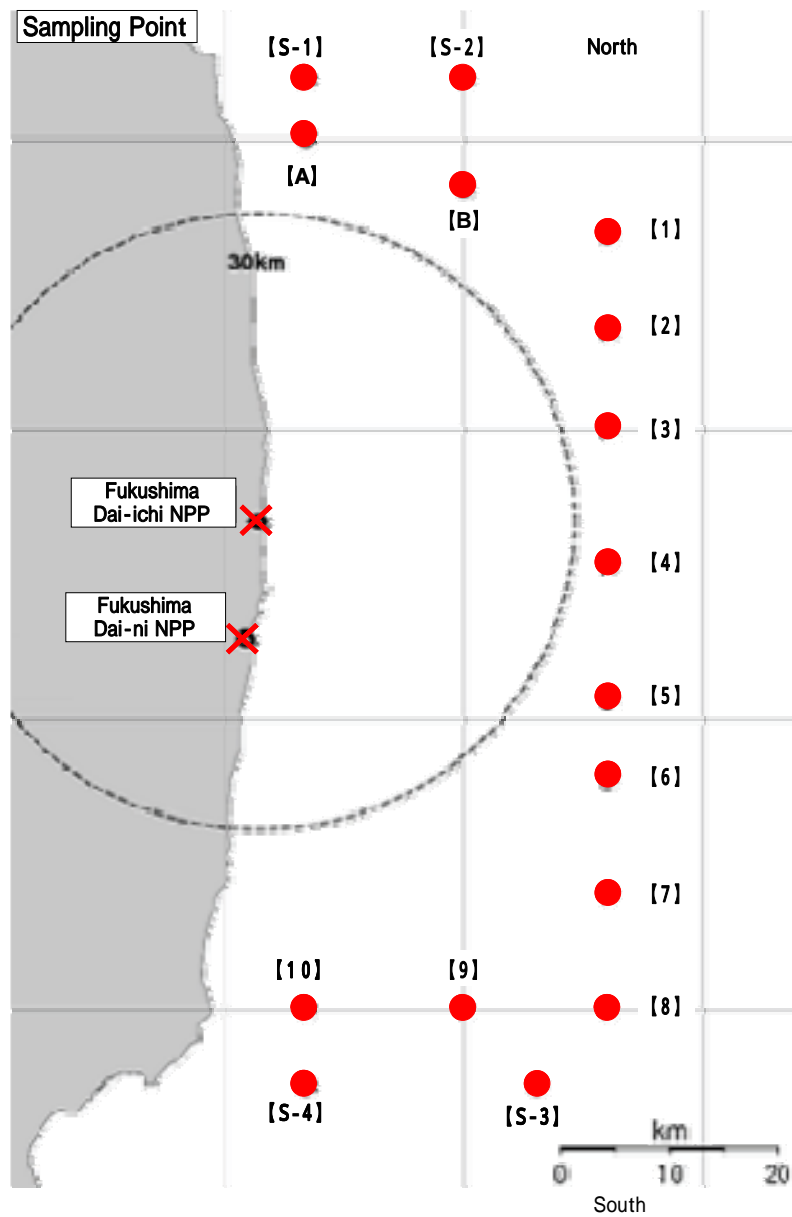 Sampling Point
【S-1】
【S-2】
North
【A】
【B】
【1】
30km
【2】
【3】
Fukushima
Dai-ichi NPP
【4】
Fukushima
Dai-ni NPP
【5】
【6】
【7】
【10】
【9】
【8】
【S-4】
【S-3】
km
0 10 20
South